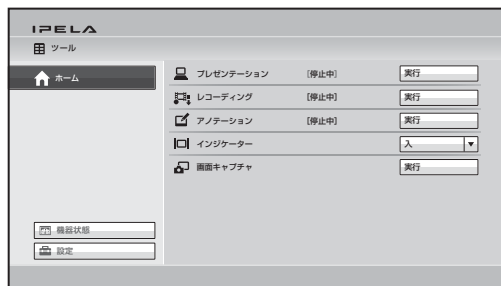 IPELA
ツール
ホーム
プレゼンテーション [停止中] 実行
レコーディング [停止中] 実行
アノテーション [停止中] 実行
インジケーター 入
画面キャプチャ 実行
機器状態
設定